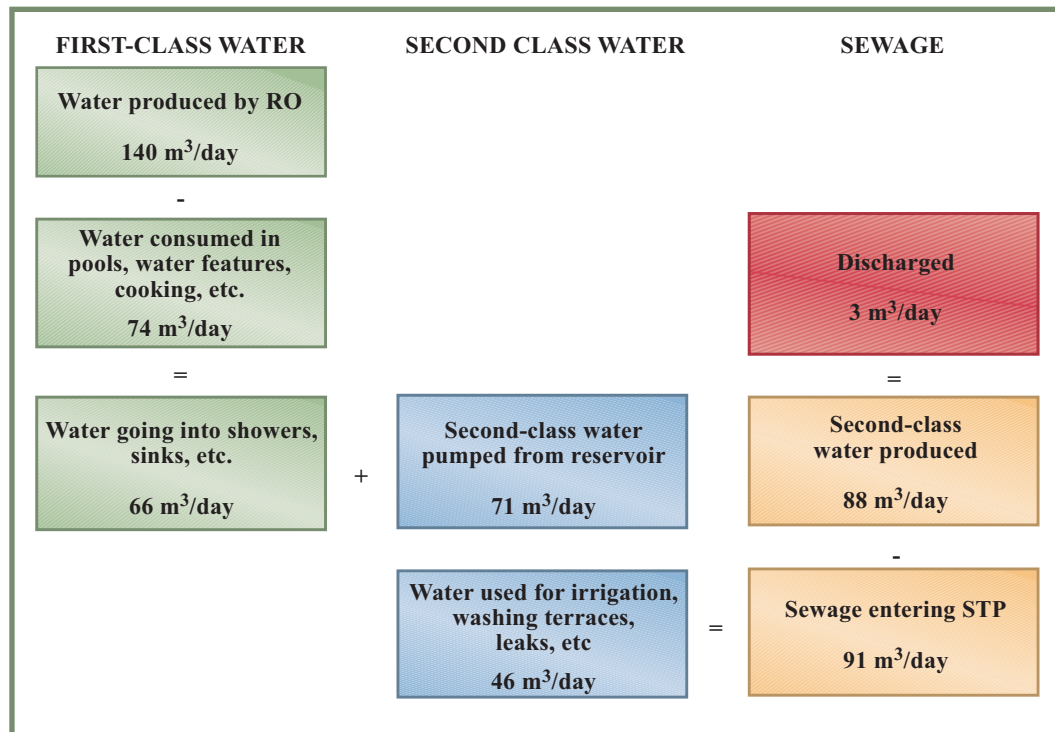 FIRST-CLASS WATER
Water produced by RO
140 m³/day
-
Water consumed in
pools, water features,
cooking, etc.
74 m³/day
=
Water going into showers,
sinks, etc.
66 m³/day
+
SECOND CLASS WATER
Second-class water
pumped from reservoir
71 m³/day
Water used for irrigation,
washing terraces,
leaks, etc
46 m³/day
=
SEWAGE
Discharged
3 m³/day
=
Second-class
water produced
88 m³/day
-
Sewage entering STP
91 m³/day